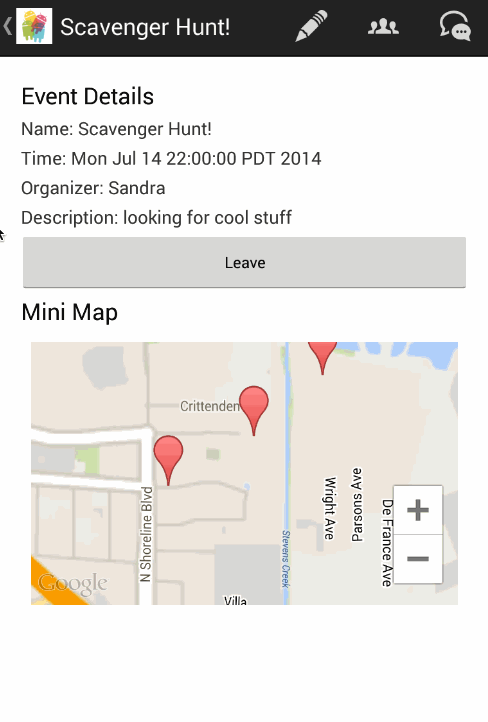 Scavenger Hunt!
Event Details
Name: Scavenger Hunt!
Time: Mon Jul 14 22:00:00 PDT 2014
Organizer: Sandra
Description: looking for cool stuff
Leave
Mini Map
Crittenden
N Shoreline Blvd
Stevens Creek
Wright Ave
Parsons Ave
De France Ave
+
−
Google
Villa